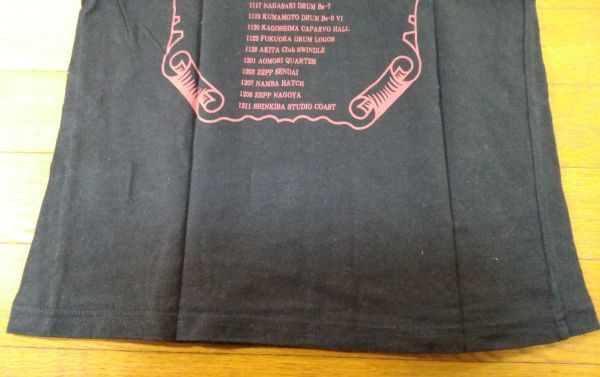 1117 NAGASAKI DRUM Be-7
1119 KUMAMOTO DRUM Be-9 V1
1120 KAGOSHIMA CAPARVO HALL
1122 FUKUOKA DRUM LOGOS
1129 AKITA Club SWINDLE
1201 AOMORI QUARTER
1203 ZEPP SENDAI
1207 NAMBA HATCH
1208 ZEPP NAGOYA
1211 SHINKIBA STUDIO COAST